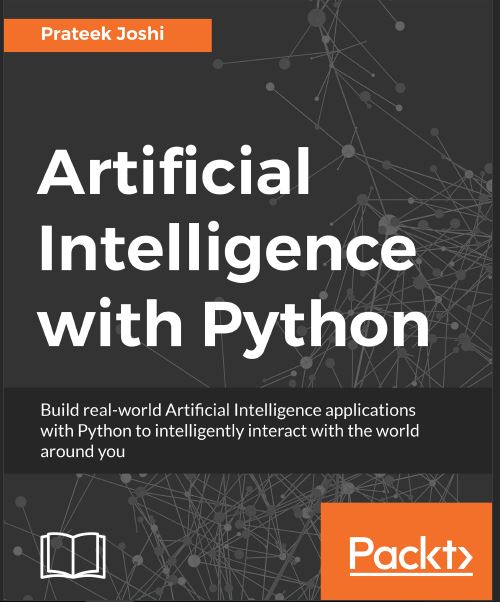 Prateek Joshi
Artificial
Intelligence
with Python
Build real-world Artificial Intelligence applications
with Python to intelligently interact with the world
around you
Packt>